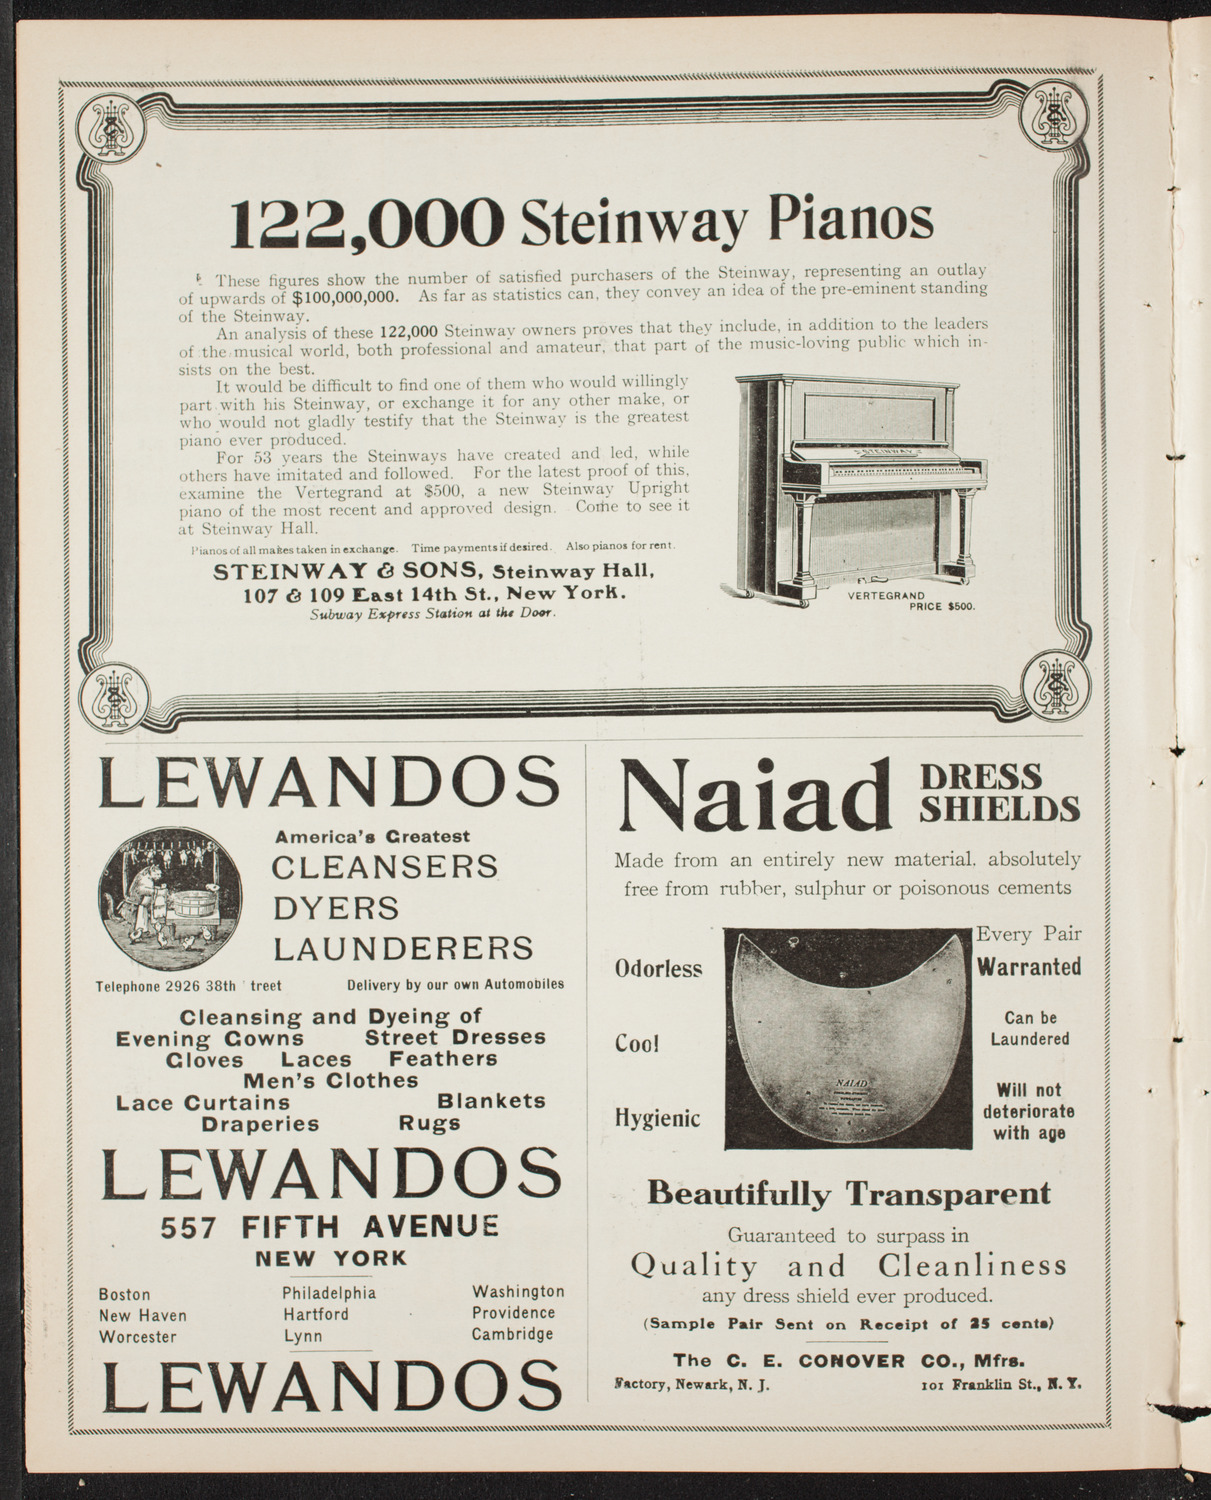 122,000 Steinway Pianos
These figures show the number of satisfied purchasers of the Steinway, representing an outlay
of upwards of $100,000,000. As far as statistics can, they convey an idea of the pre-eminent standing
of the Steinway.
An analysis of these 122,000 Steinway owners proves that they include, in addition to the leaders
of the musical world, both professional and amateur, that part of the music-loving public which in-
sists on the best.
It would be difficult to find one of them who would willingly
part with his Steinway, or exchange it for any other make, or
who would not gladly testify that the Steinway is the greatest
piano ever produced.
For 53 years the Steinways have created and led, while
others have imitated and followed. For the latest proof of this,
examine the Vertegrand at $500, a new Steinway Upright
piano of the most recent and approved design. Come to see it
at Steinway Hall.
Pianos of all makes taken in exchange. Time payments if desired. Also pianos for rent.
STEINWAY & SONS, Steinway Hall,
107 & 109 East 14th St., New York.
Subway Express Station at the Door.
STEINWAY
VERTEGRAND
PRICE $500.
LEWANDOS
America's Greatest
CLEANSERS
DYERS
LAUNDERERS
Telephone 2926 38th treet Delivery by our own Automobiles
Cleansing and Dyeing of
Evening Gowns Street Dresses
Gloves Laces Feathers
Men's Clothes
Lace Curtains Blankets
Draperies Rugs
LEWANDOS
557 FIFTH AVENUE
NEW YORK
Boston Philadelphia Washington
New Haven Hartford Providence
Worcester Lynn Cambridge
LEWANDOS
Naiad DRESS
SHIELDS
Made from an entirely new material, absolutely
free from rubber, sulphur or poisonous cements
Odorless
Cool
Hygienic
NAIAD
Every Pair
Warranted
Can be
Laundered
Will not
deteriorate
with age
Beautifully Transparent
Guaranteed to surpass in
Quality and Cleanliness
any dress shield ever produced.
(Sample Pair Sent on Receipt of 25 cents)
The C. E. CONOVER CO., Mfrs.
Factory, Newark, N. J. 101 Franklin St., N. Y.